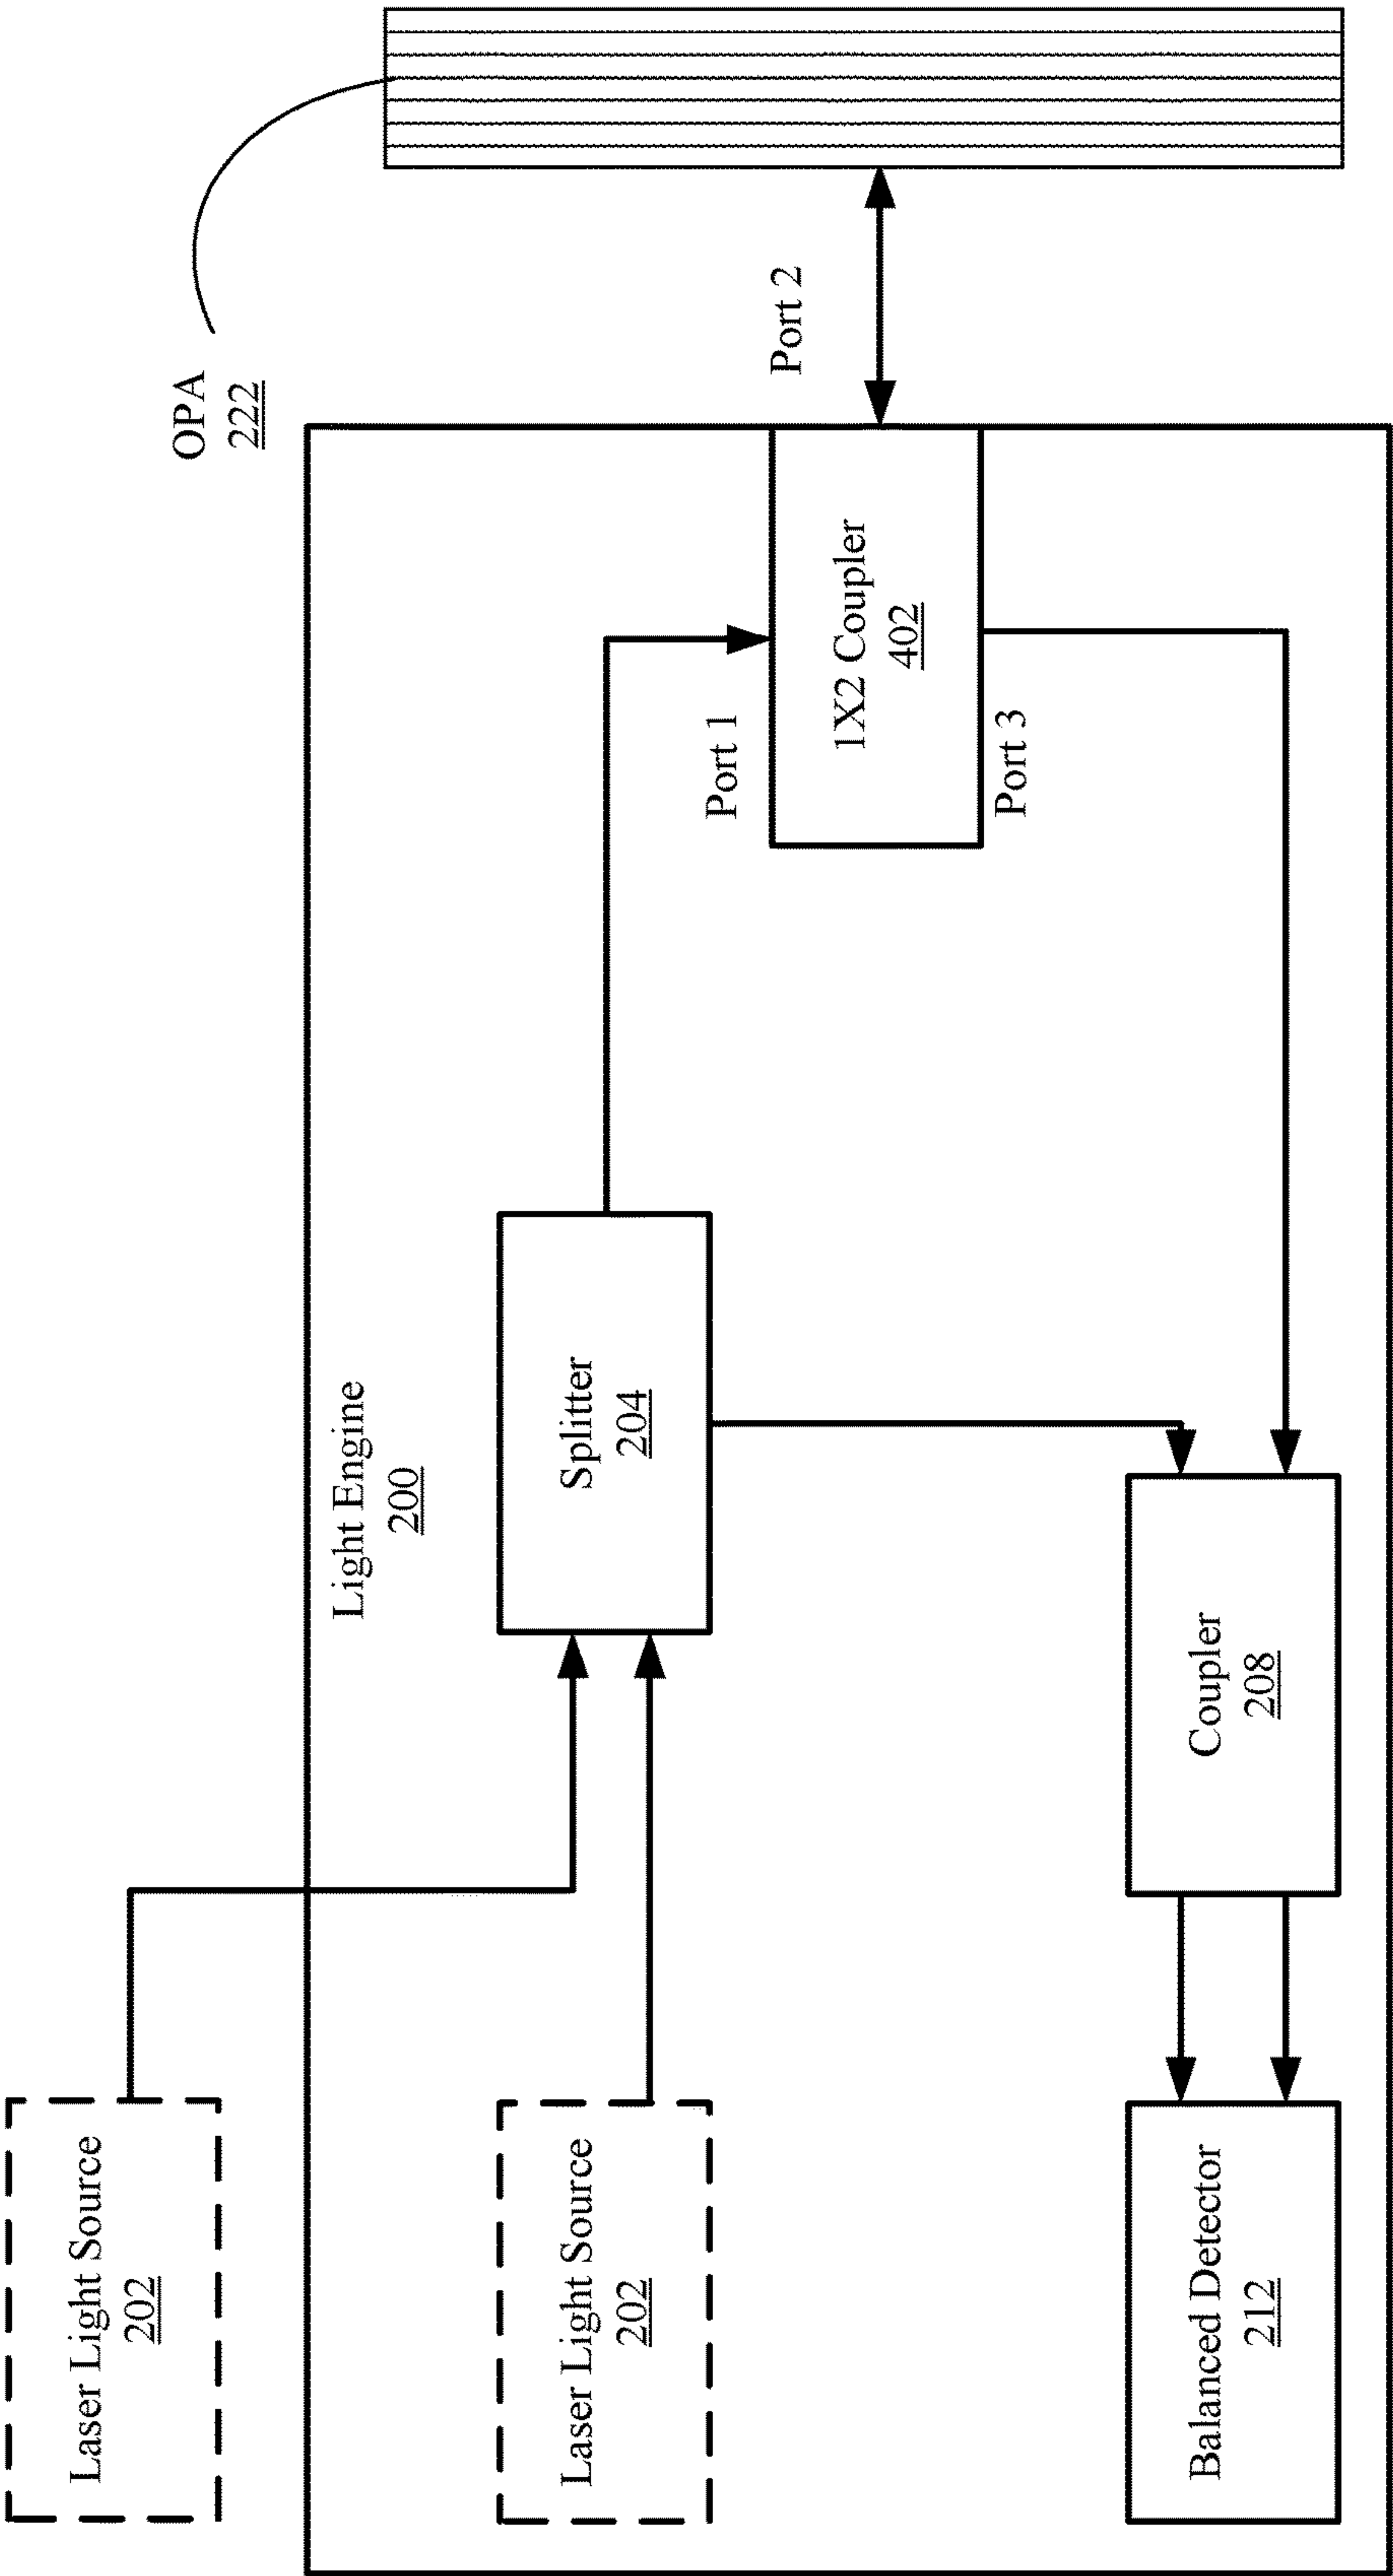 Laser Light Source
202
Light Engine
200
OPA
222
Laser Light Source
202
Splitter
204
Port 1
Port 2
1X2 Coupler
402
Port 3
Balanced Detector
212
Coupler
208